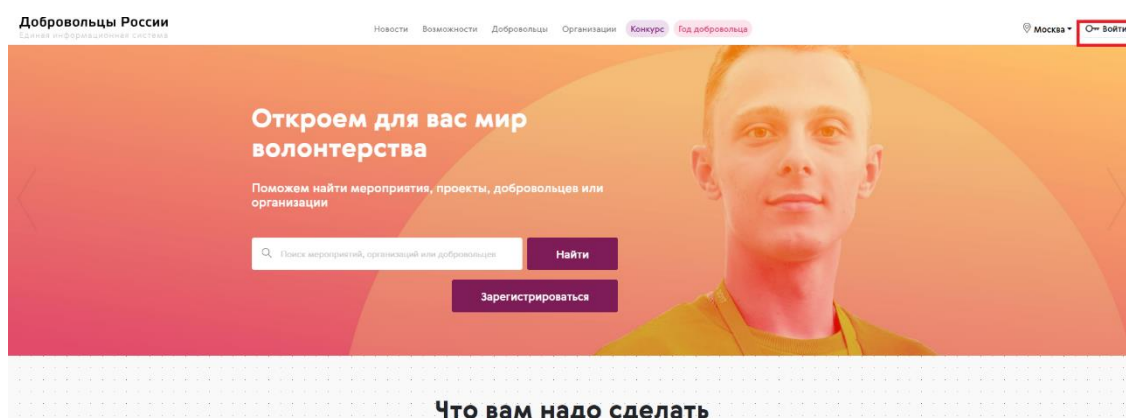 Добровольцы России
Единая информационная система
Новости Возможности Добровольцы Организации Конкурс Год добровольца
Москва
Войти
Откроем для вас мир
волонтерства
Поможем найти мероприятия, проекты, добровольцев или
организации
Поиск мероприятий, организаций или добровольцев
Найти
Зарегистрироваться
Что вам надо сделать